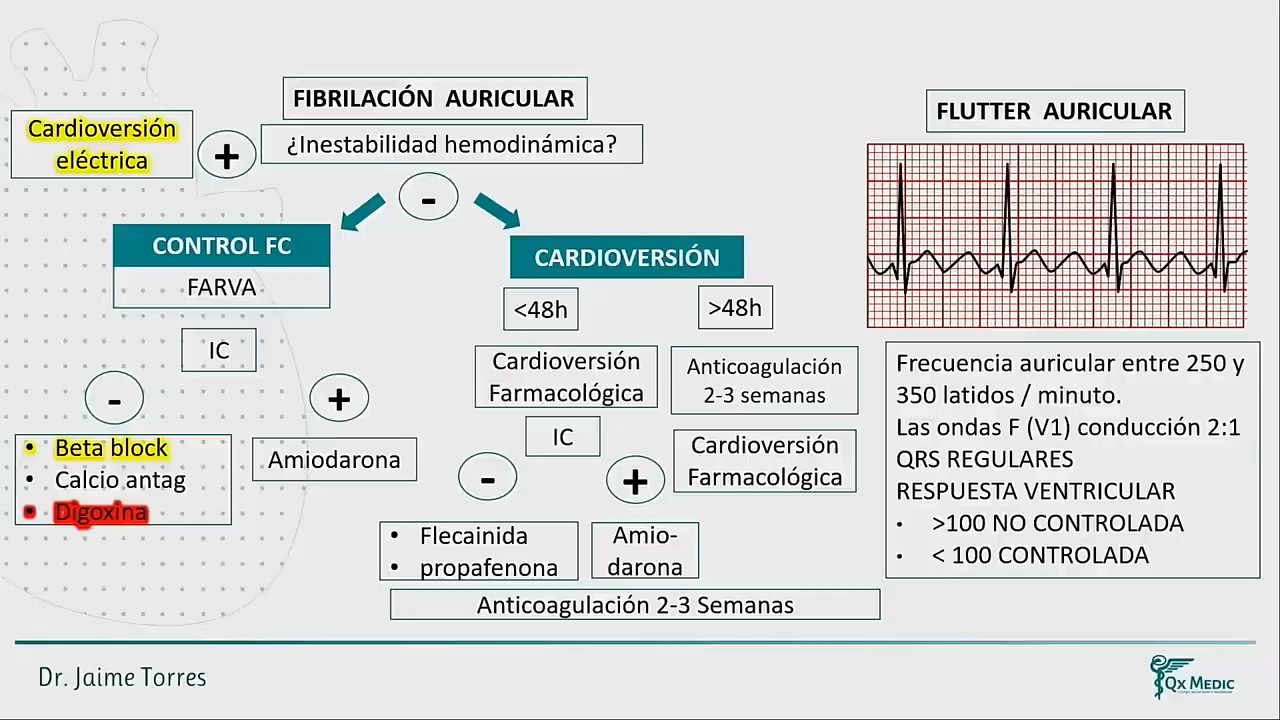 FIBRILACIÓN AURICULAR
¿Inestabilidad hemodinámica?
Cardioversión
eléctrica
+
-
CONTROL FC
FARVA
IC
-
+
• Beta block
• Calcio antag
• Digoxina
Amiodarona
CARDIOVERSIÓN
<48h
>48h
Cardioversión
Farmacológica
Anticoagulación
2-3 semanas
IC
Cardioversión
Farmacológica
-
+
• Flecainida
• propafenona
Amio-
darona
Anticoagulación 2-3 Semanas
FLUTTER AURICULAR
Frecuencia auricular entre 250 y
350 latidos / minuto.
Las ondas F (V1) conducción 2:1
QRS REGULARES
RESPUESTA VENTRICULAR
• >100 NO CONTROLADA
• < 100 CONTROLADA
Dr. Jaime Torres
QX MEDIC